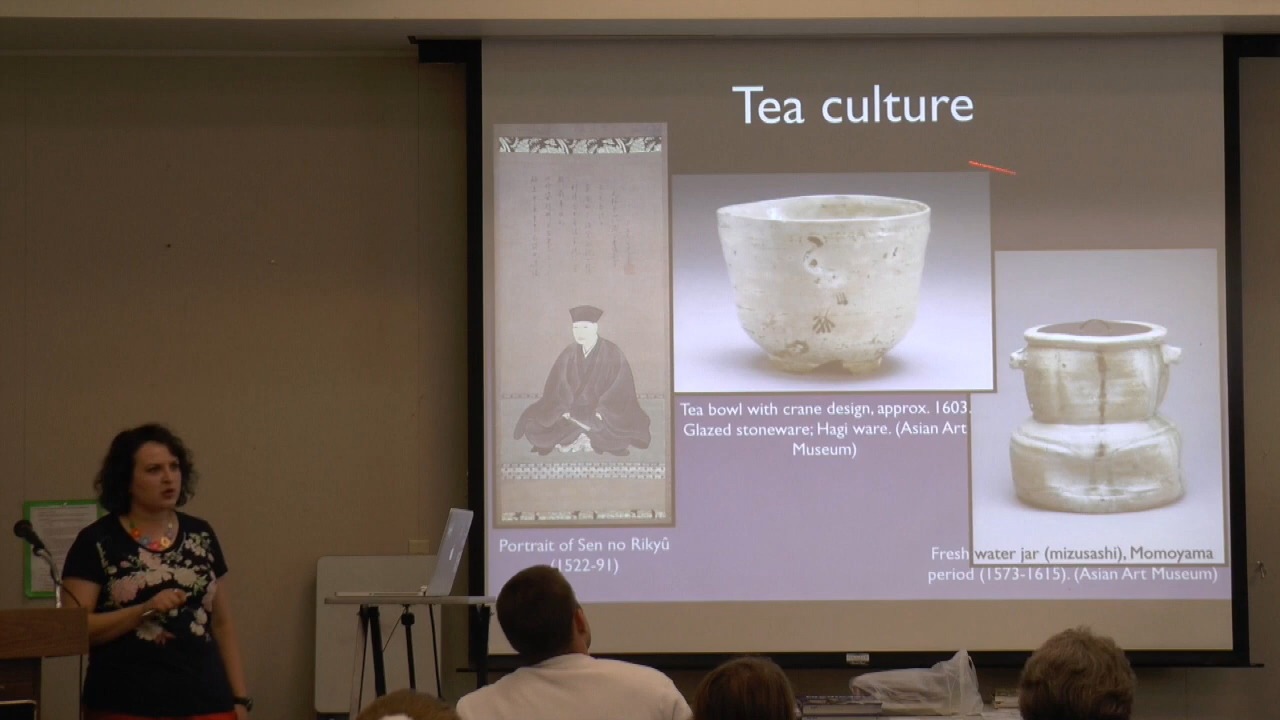 Tea culture
Tea bowl with crane design, approx. 1603.
Glazed stoneware; Hagi ware. (Asian Art
Museum)
Portrait of Sen no Rikyû
(1522-91)
Fresh water jar (mizusashi), Momoyama
period (1573-1615). (Asian Art Museum)